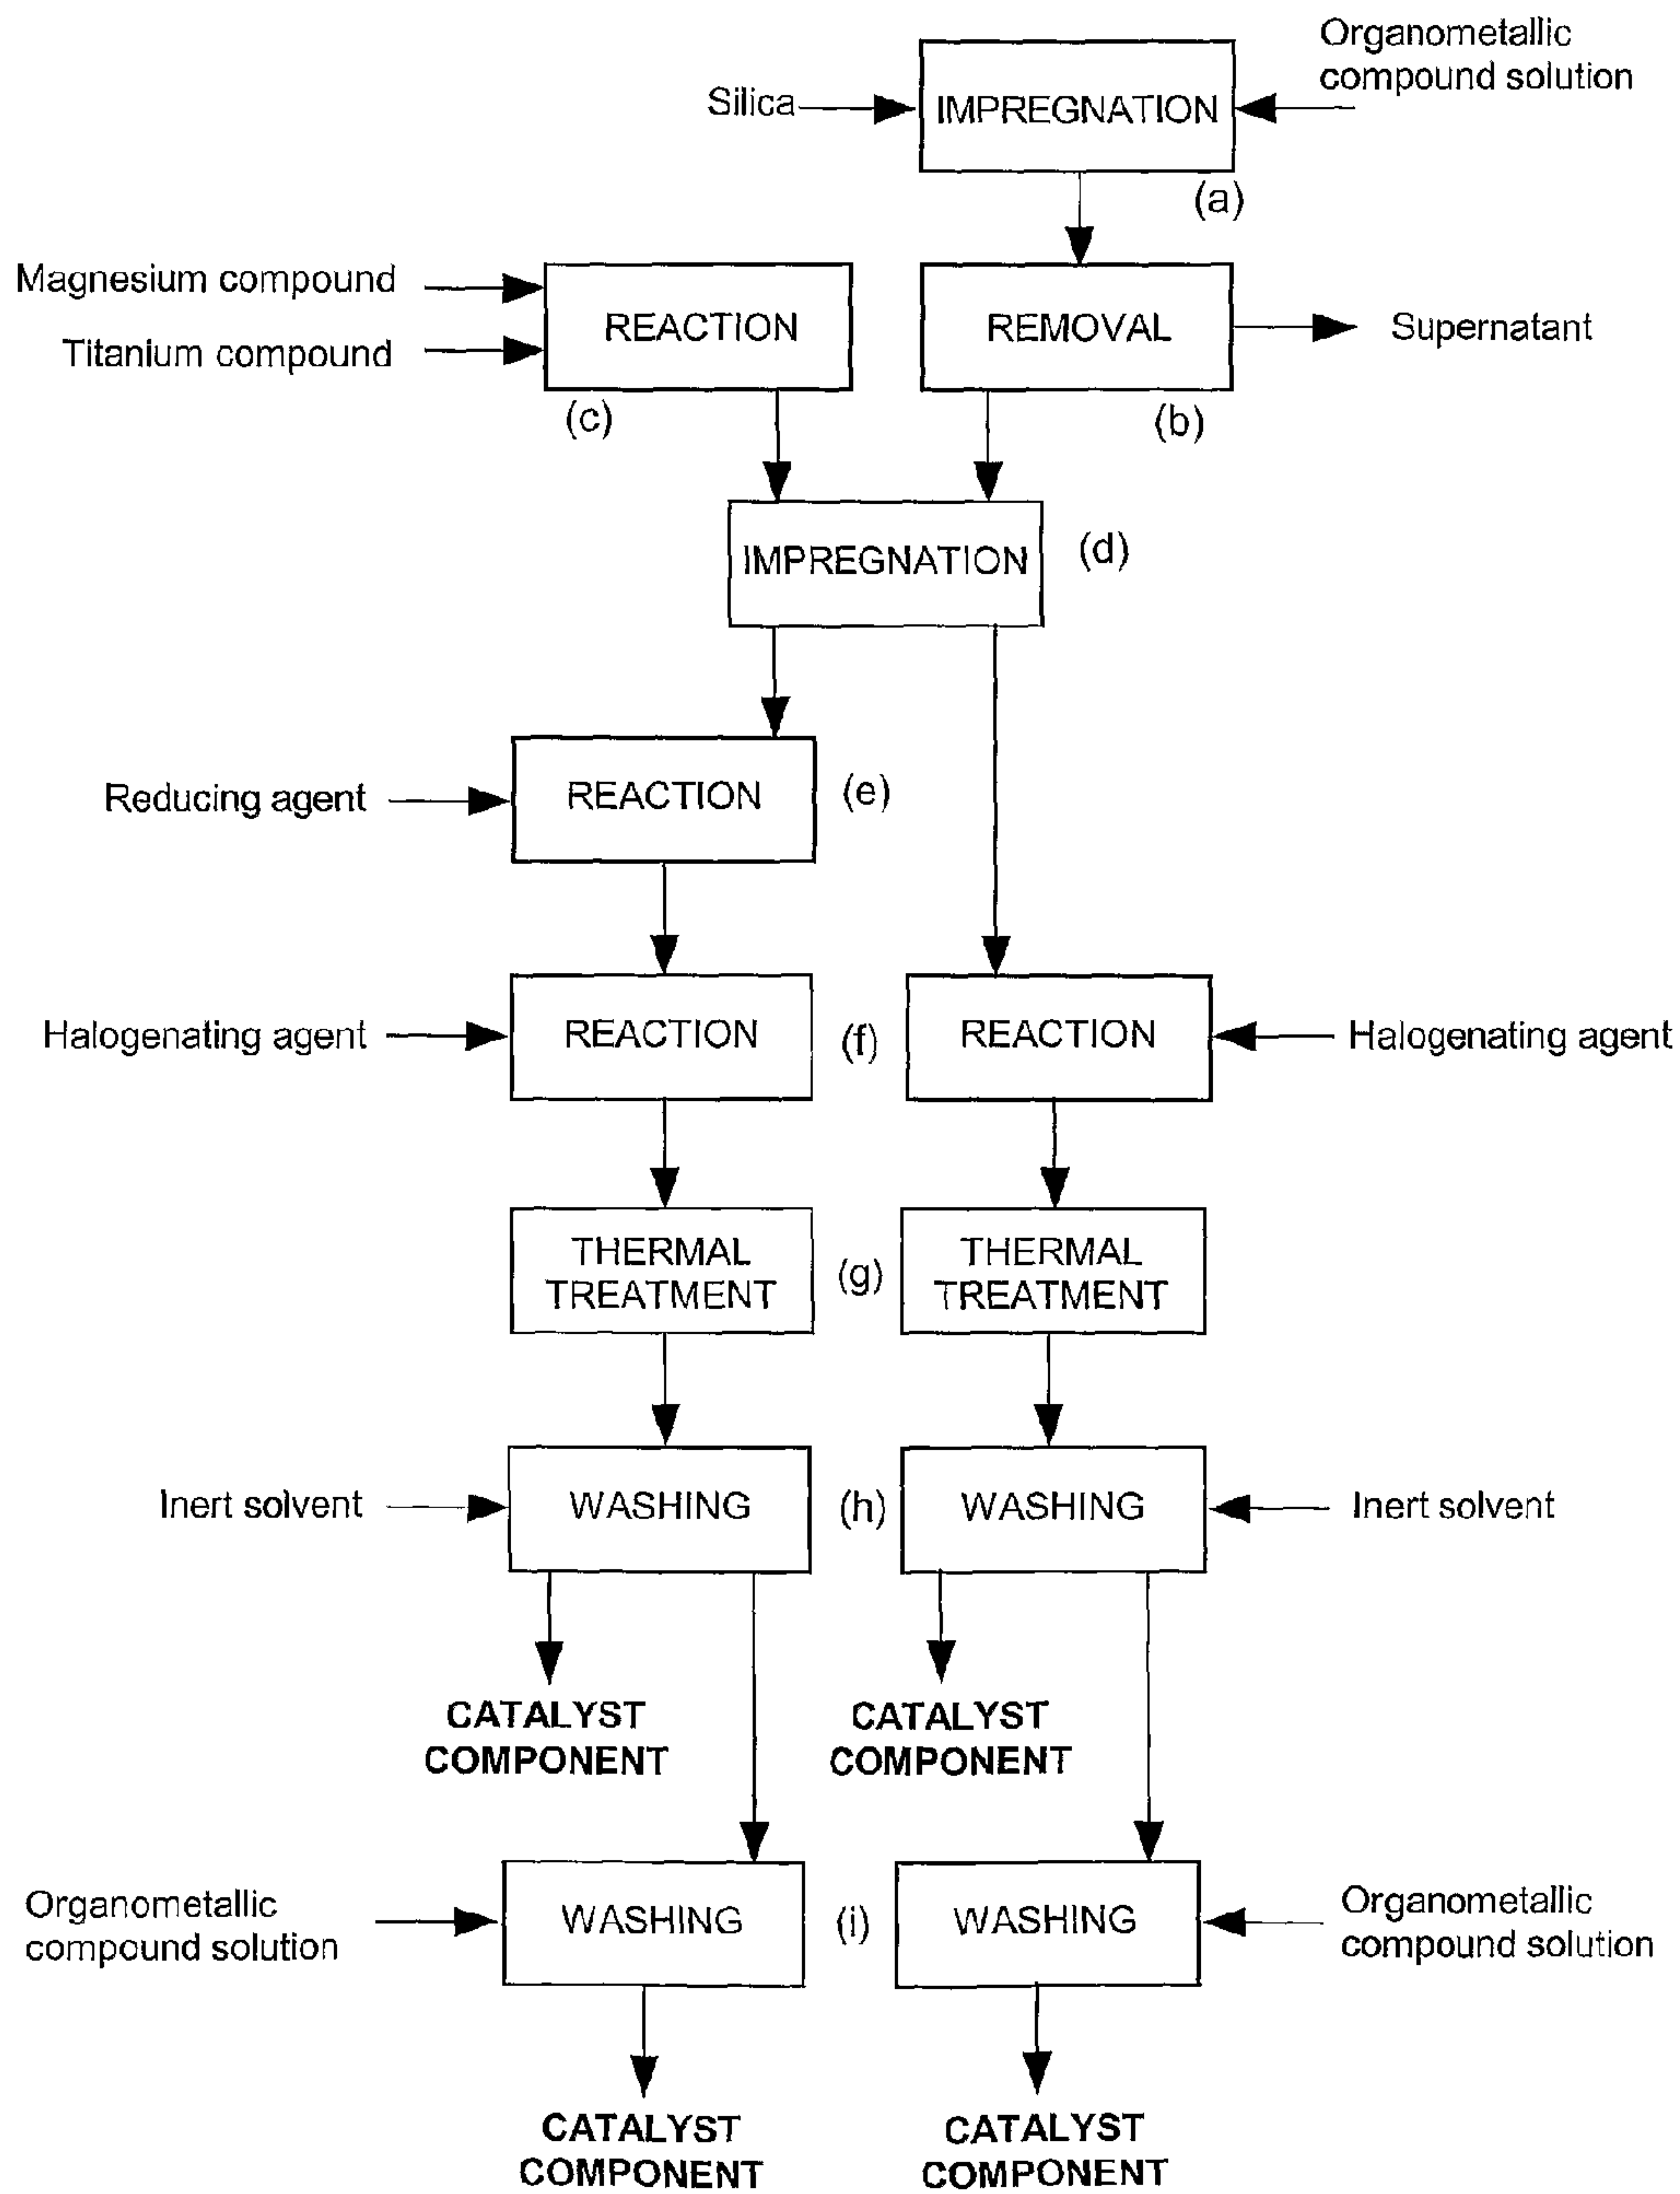 Organometallic
compound solution
Silica
IMPREGNATION
(a)
Magnesium compound
Titanium compound
REACTION
REMOVAL
Supernatant
(c)
(b)
IMPREGNATION
(d)
Reducing agent
REACTION
(e)
Halogenating agent
REACTION
(f)
REACTION
Halogenating agent
THERMAL
TREATMENT
(g)
THERMAL
TREATMENT
Inert solvent
WASHING
(h)
WASHING
Inert solvent
CATALYST
COMPONENT
CATALYST
COMPONENT
Organometallic
compound solution
WASHING
(i)
WASHING
Organometallic
compound solution
CATALYST
COMPONENT
CATALYST
COMPONENT